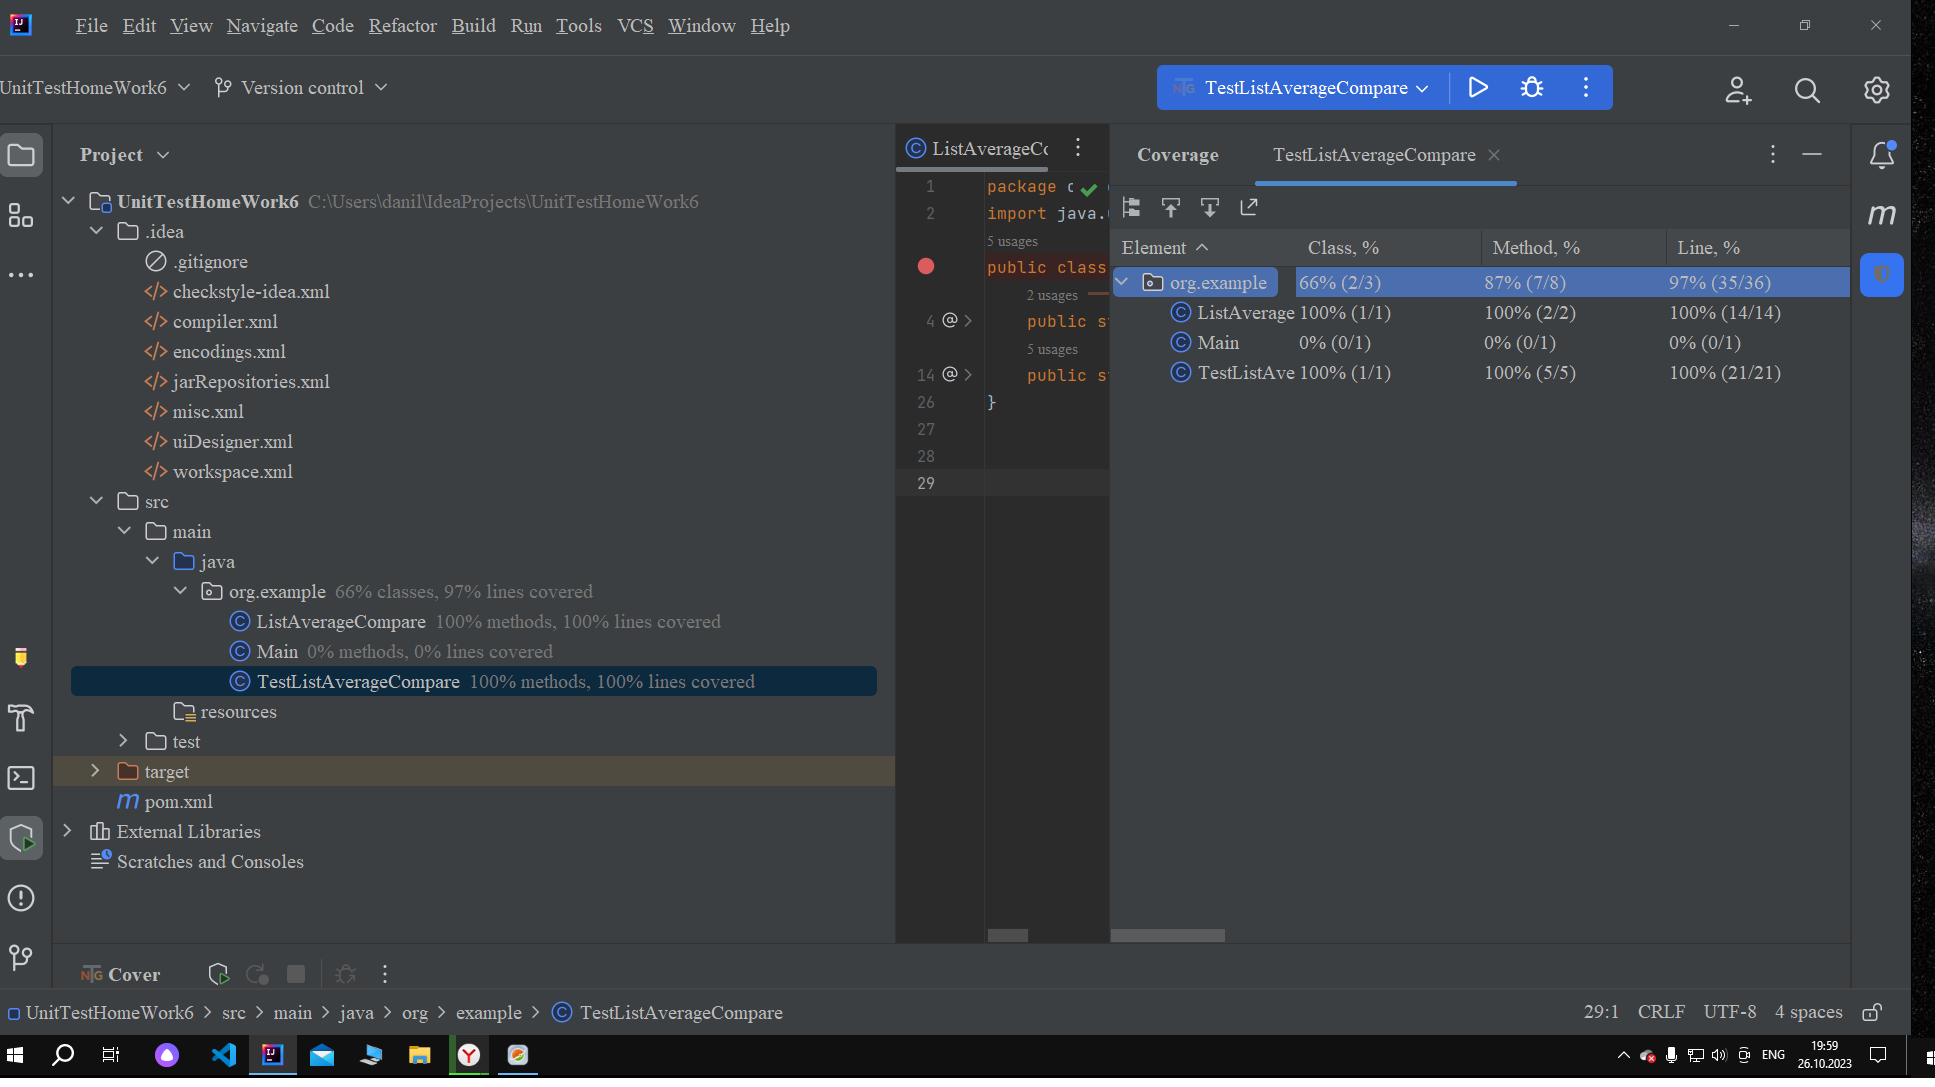 File Edit View Navigate Code Refactor Build Run Tools VCS Window Help
UnitTestHomeWork6 Version control TestListAverageCompare
Project
UnitTestHomeWork6 C:\Users\danil\IdeaProjects\UnitTestHomeWork6
.idea
.gitignore
checkstyle-idea.xml
compiler.xml
encodings.xml
jarRepositories.xml
misc.xml
uiDesigner.xml
workspace.xml
src
main
java
org.example 66% classes, 97% lines covered
ListAverageCompare 100% methods, 100% lines covered
Main 0% methods, 0% lines covered
TestListAverageCompare 100% methods, 100% lines covered
resources
test
target
pom.xml
External Libraries
Scratches and Consoles
ListAverageCo
1 package o
2 import java.
5 usages
public class
2 usages
4 @ public s
5 usages
14 @ public s
26 }
27
28
29
Coverage TestListAverageCompare
Element Class, % Method, % Line, %
org.example 66% (2/3) 87% (7/8) 97% (35/36)
ListAverage 100% (1/1) 100% (2/2) 100% (14/14)
Main 0% (0/1) 0% (0/1) 0% (0/1)
TestListAve 100% (1/1) 100% (5/5) 100% (21/21)
Cover
UnitTestHomeWork6 > src > main > java > org > example > TestListAverageCompare
29:1 CRLF UTF-8 4 spaces
ENG
19:59
26.10.2023